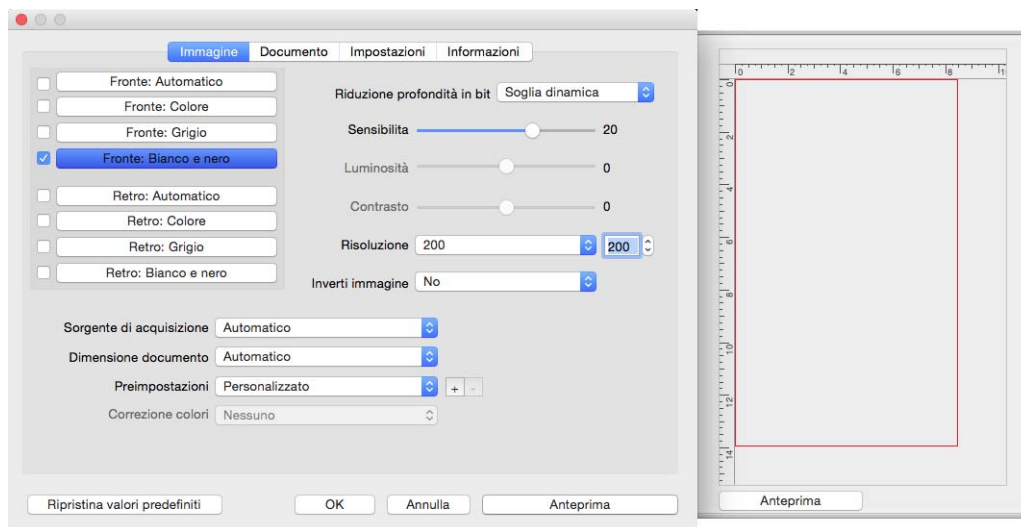 Immagine Documento Impostazioni Informazioni
Fronte: Automatico
Fronte: Colore
Fronte: Grigio
Fronte: Bianco e nero
Retro: Automatico
Retro: Colore
Retro: Grigio
Retro: Bianco e nero
Riduzione profondità in bit Soglia dinamica
Sensibilita 20
Luminosità 0
Contrasto 0
Risoluzione 200 200
Inverti immagine No
Sorgente di acquisizione Automatico
Dimensione documento Automatico
Preimpostazioni Personalizzato + -
Correzione colori Nessuno
Ripristina valori predefiniti OK Annulla Anteprima
0 2 4 6 8 1
0
2
4
6
8
10
12
14
Anteprima